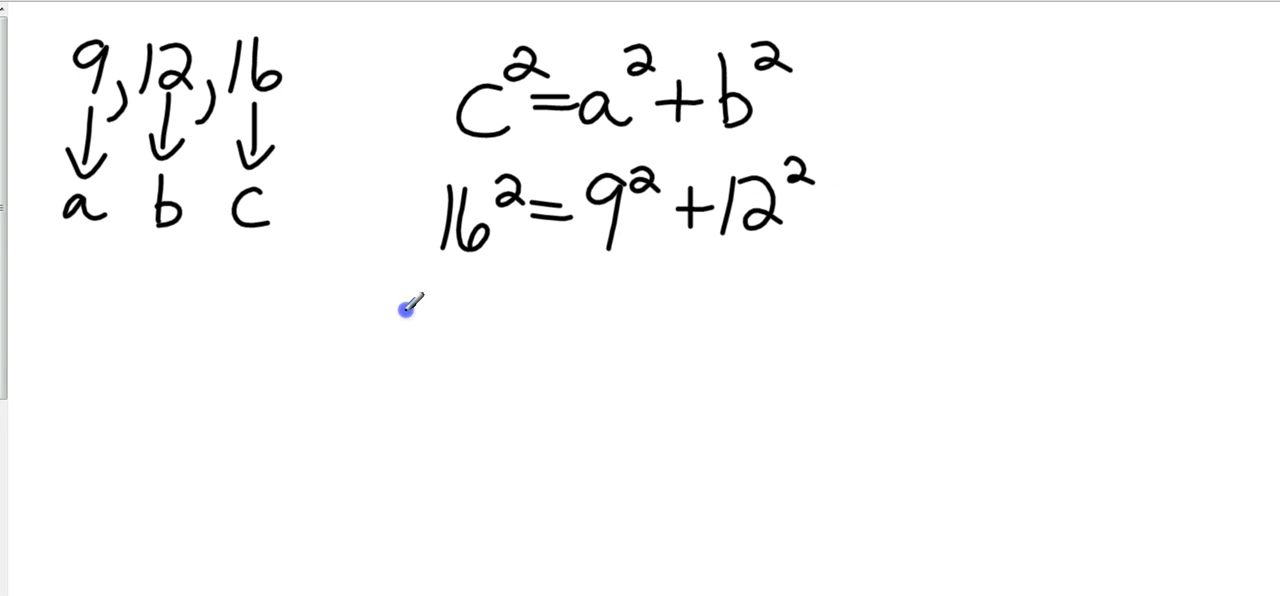 9, 12, 16
a b c
c²=a²+b²
16²=9²+12²